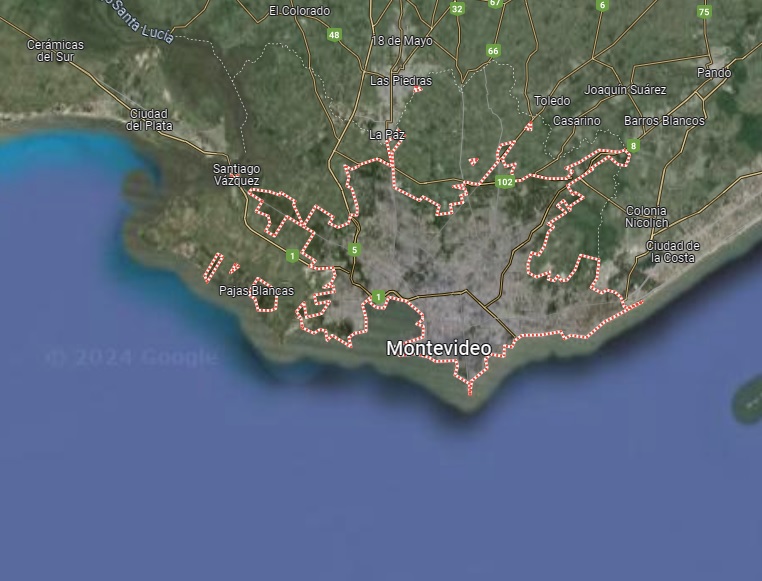 Santa Lucía
El Colorado
32
67
6
75
48
18 de Mayo
66
Cerámicas
del Sur
Las Piedras
Pando
Joaquín Suárez
Toledo
Ciudad
del Plata
Casarino
Barros Blancos
La Paz
8
Santiago
Vázquez
102
Colonia
Nicolich
5
1
Ciudad de
la Costa
Pajas Blancas
1
Montevideo
© 2024 Google